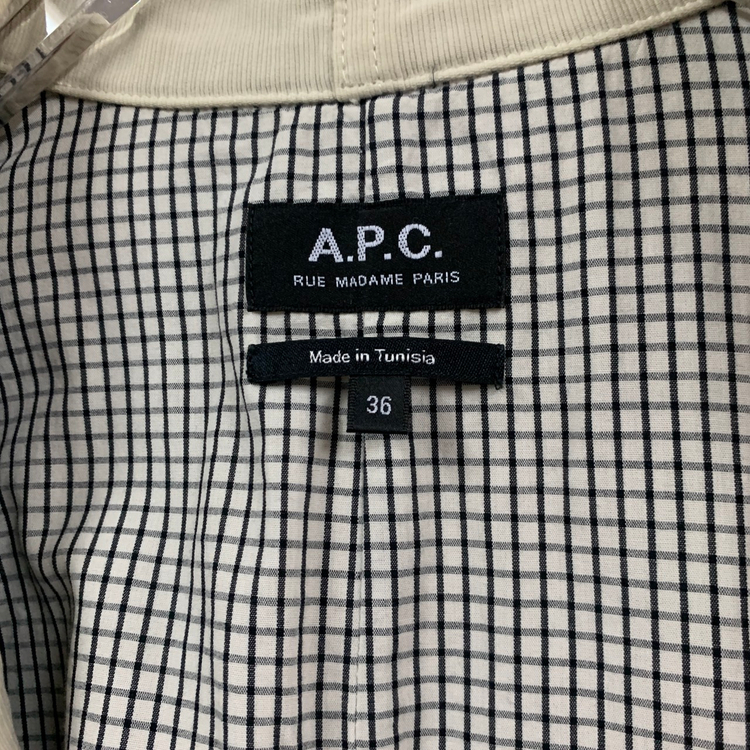 A.P.C.
RUE MADAME PARIS
Made in Tunisia
36